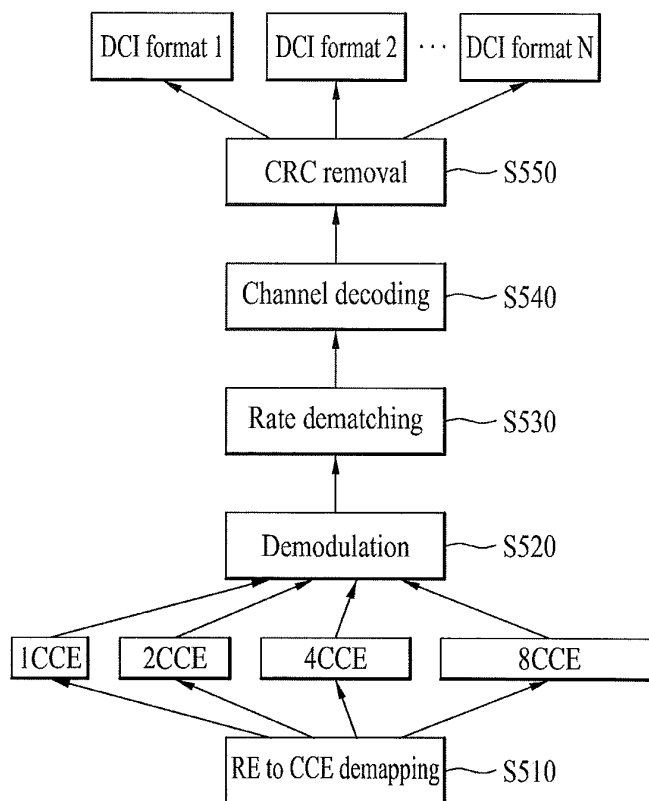 DCI format 1
DCI format 2
...
DCI format N
CRC removal
S550
Channel decoding
S540
Rate dematching
S530
Demodulation
S520
1CCE
2CCE
4CCE
8CCE
RE to CCE demapping
S510